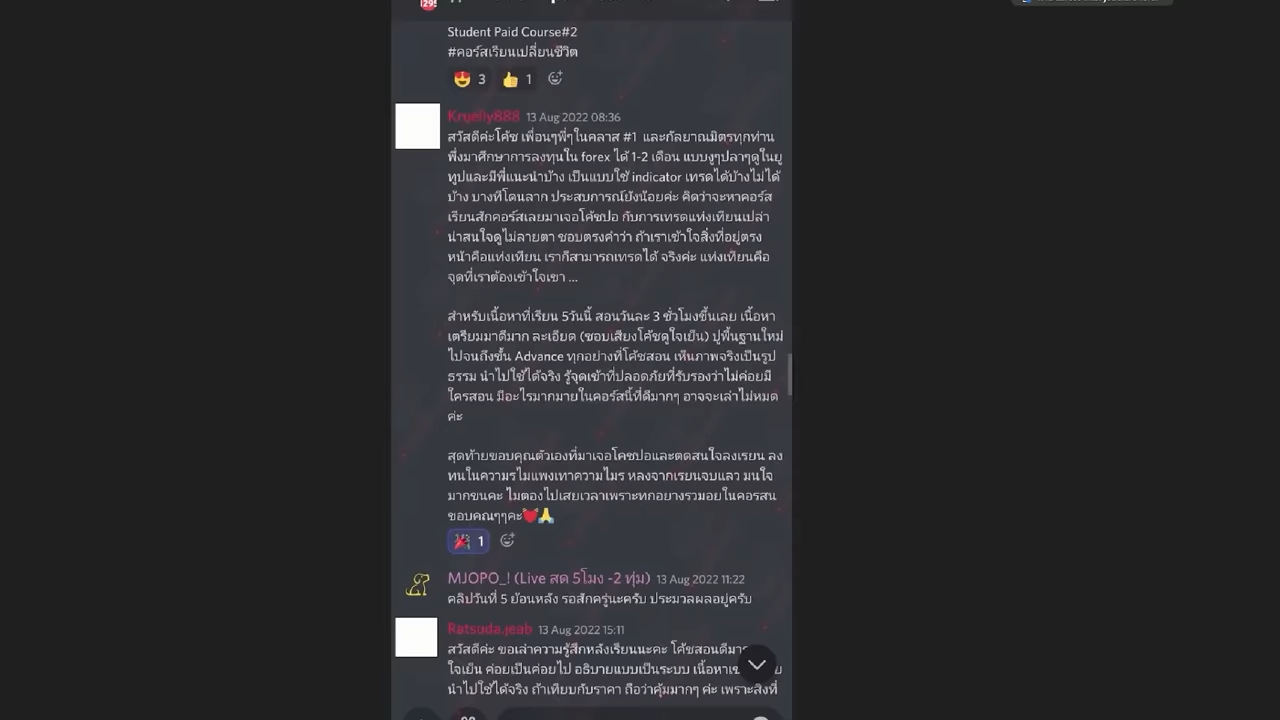 Student Paid Course#2
#คอร์สเรียนเปลี่ยนชีวิต
3 1
Kruelly888 13 Aug 2022 08:36
สวัสดีค่ะโค้ช เพื่อนๆพี่ๆในคลาส #1 และกัลยาณมิตรทุกท่าน
พึ่งมาศึกษาการลงทุนใน forex ได้ 1-2 เดือน แบบงูๆปลาๆดูในยู
ทูปและมีพี่แนะนำบ้าง เป็นแบบใช้ indicator เทรดได้บ้างไม่ได้
บ้าง บางทีโดนลาก ประสบการณ์ยังน้อยค่ะ คิดว่าจะหาคอร์ส
เรียนสักคอร์สเลยมาเจอโค้ชปอ กับการเทรดแท่งเทียนเปล่า
น่าสนใจดูไม่ลายตา ชอบตรงคำว่า ถ้าเราเข้าใจสิ่งที่อยู่ตรง
หน้าคือแท่งเทียน เราก็สามารถเทรดได้ จริงค่ะ แท่งเทียนคือ
จุดที่เราต้องเข้าใจเขา ...
สำหรับเนื้อหาที่เรียน 5วันนี้ สอนวันละ 3 ชั่วโมงขึ้นเลย เนื้อหา
เตรียมมาดีมาก ละเอียด (ชอบเสียงโค้ชดูใจเย็น) ปูพื้นฐานใหม่
ไปจนถึงขั้น Advance ทุกอย่างที่โค้ชสอน เห็นภาพจริงเป็นรูป
ธรรม นำไปใช้ได้จริง รู้จุดเข้าที่ปลอดภัยที่รับรองว่าไม่ค่อยมี
ใครสอน มีอะไรมากมายในคอร์สนี้ที่ดีมากๆ อาจจะเล่าไม่หมด
ค่ะ
สุดท้ายขอบคุณตัวเองที่มาเจอโคชปอและตดสนใจลงเรยน ลง
ทนในความรไมแพงเทาความไมร หลงจากเรยนจบแลว มนใจ
มากขนคะ ไมตองไปเสยเวลาเพราะทกอยางรวมอยในคอรสน
ขอบคณๆๆคะ
1
MJOPO_! (Live สด 5โมง -2 ทุ่ม) 13 Aug 2022 11:22
คลิปวันที่ 5 ย้อนหลัง รอสักครู่นะครับ ประมวลผลอยู่ครับ
Ratsuda.jeab 13 Aug 2022 15:11
สวัสดีค่ะ ขอเล่าความรู้สึกหลังเรียนนะคะ โค้ชสอนดีมา
ใจเย็น ค่อยเป็นค่อยไป อธิบายแบบเป็นระบบ
นำไปใช้ได้จริง ถ้าเทียบกับราคา ถือว่าคุ้มมากๆ ค่ะ เพราะสิ่งที่